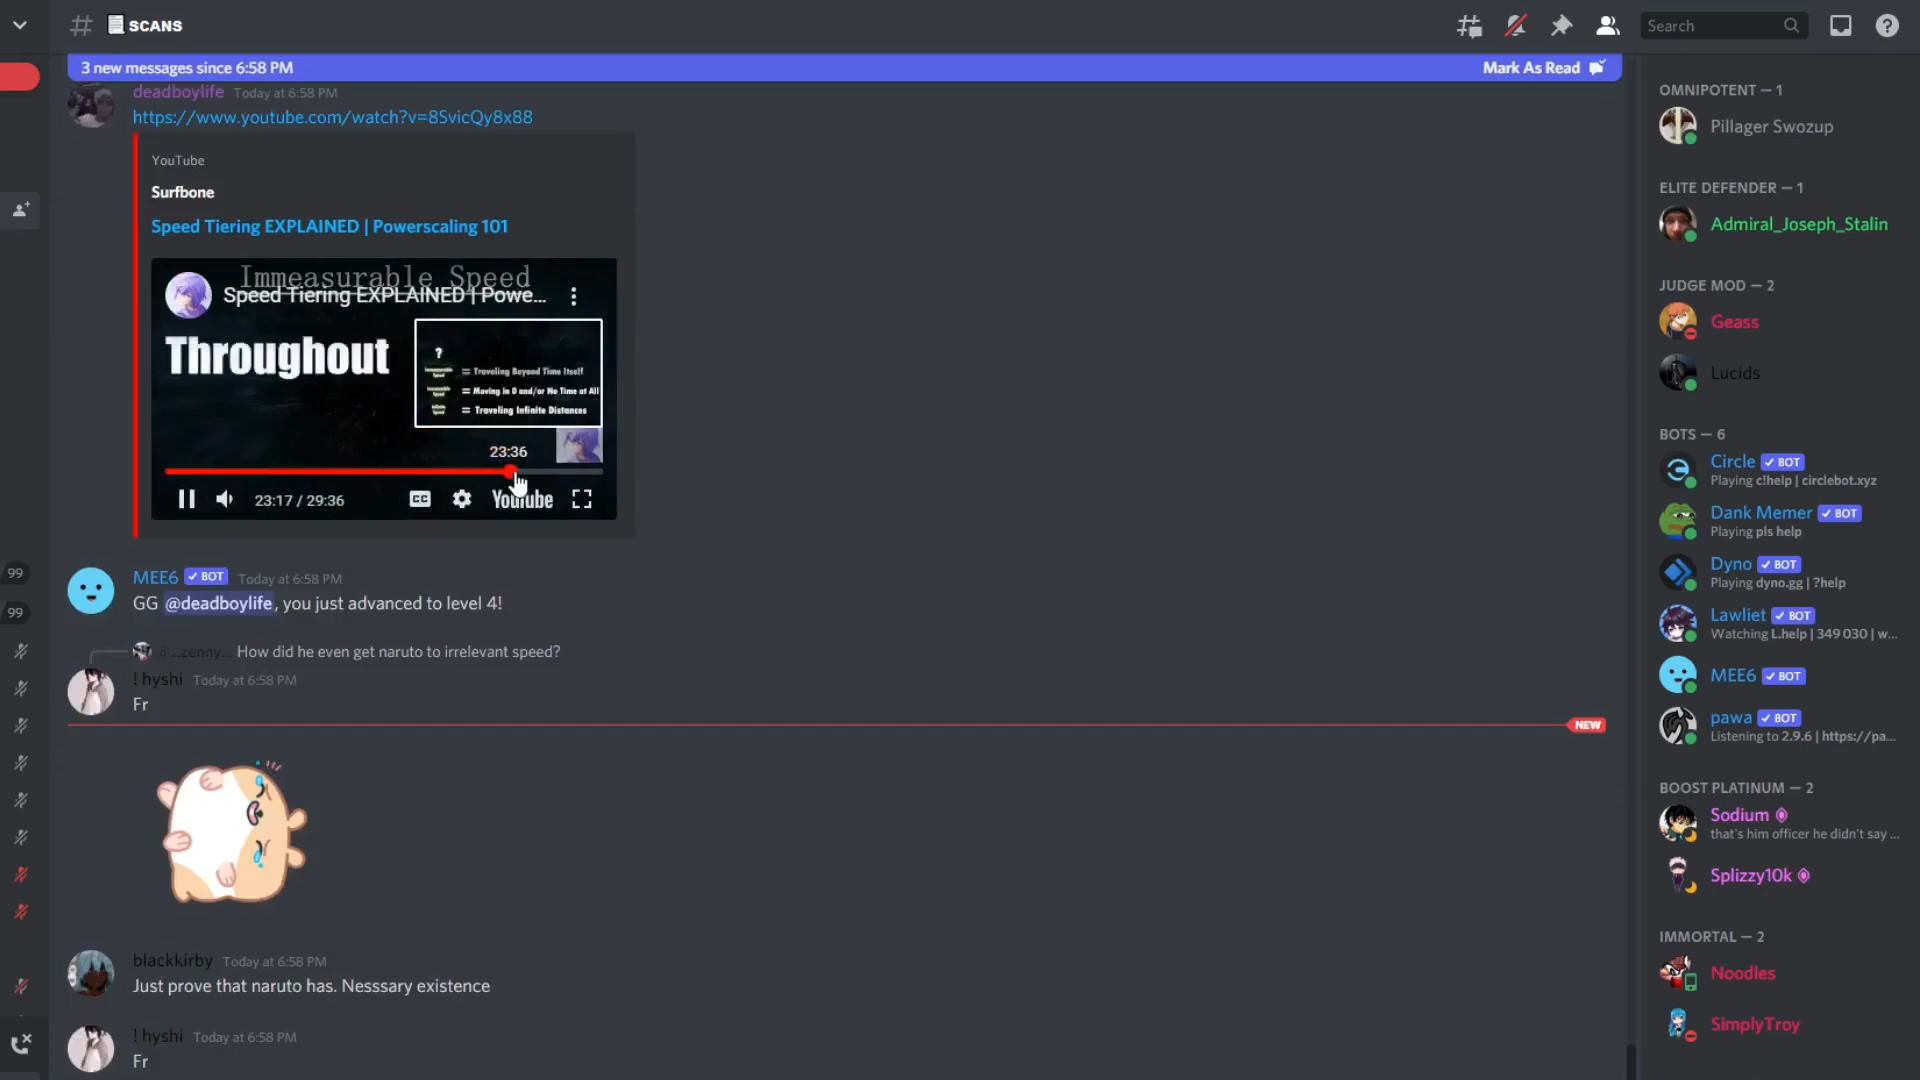 SCANS
Search
3 new messages since 6:58 PM
Mark As Read
deadboylife Today at 6:58 PM
https://www.youtube.com/watch?v=8SvicQy8x88
YouTube
Surfbone
Speed Tiering EXPLAINED | Powerscaling 101
Immeasurable Speed
Speed Tiering EXPLAINED | Powe...
Throughout
?
= Traveling Beyond Time Itself
= Moving in 0 and/or No Time at All
= Traveling Infinite Distances
23:36
23:17 / 29:36
CC
YouTube
MEE6 BOT Today at 6:58 PM
GG @deadboylife, you just advanced to level 4!
zenny... How did he even get naruto to irrelevant speed?
! hyshi Today at 6:58 PM
Fr
NEW
blackkirby Today at 6:58 PM
Just prove that naruto has. Nesssary existence
! hyshi Today at 6:58 PM
Fr
99
99
OMNIPOTENT — 1
Pillager Swozup
ELITE DEFENDER — 1
Admiral_Joseph_Stalin
JUDGE MOD — 2
Geass
Lucids
BOTS — 6
Circle BOT
Playing c!help | circlebot.xyz
Dank Memer BOT
Playing pls help
Dyno BOT
Playing dyno.gg | ?help
Lawliet BOT
Watching L.help | 349 030 | w...
MEE6 BOT
pawa BOT
Listening to 2.9.6 | https://pa...
BOOST PLATINUM — 2
Sodium
that's him officer he didn't say ...
Splizzy10k
IMMORTAL — 2
Noodles
SimplyTroy